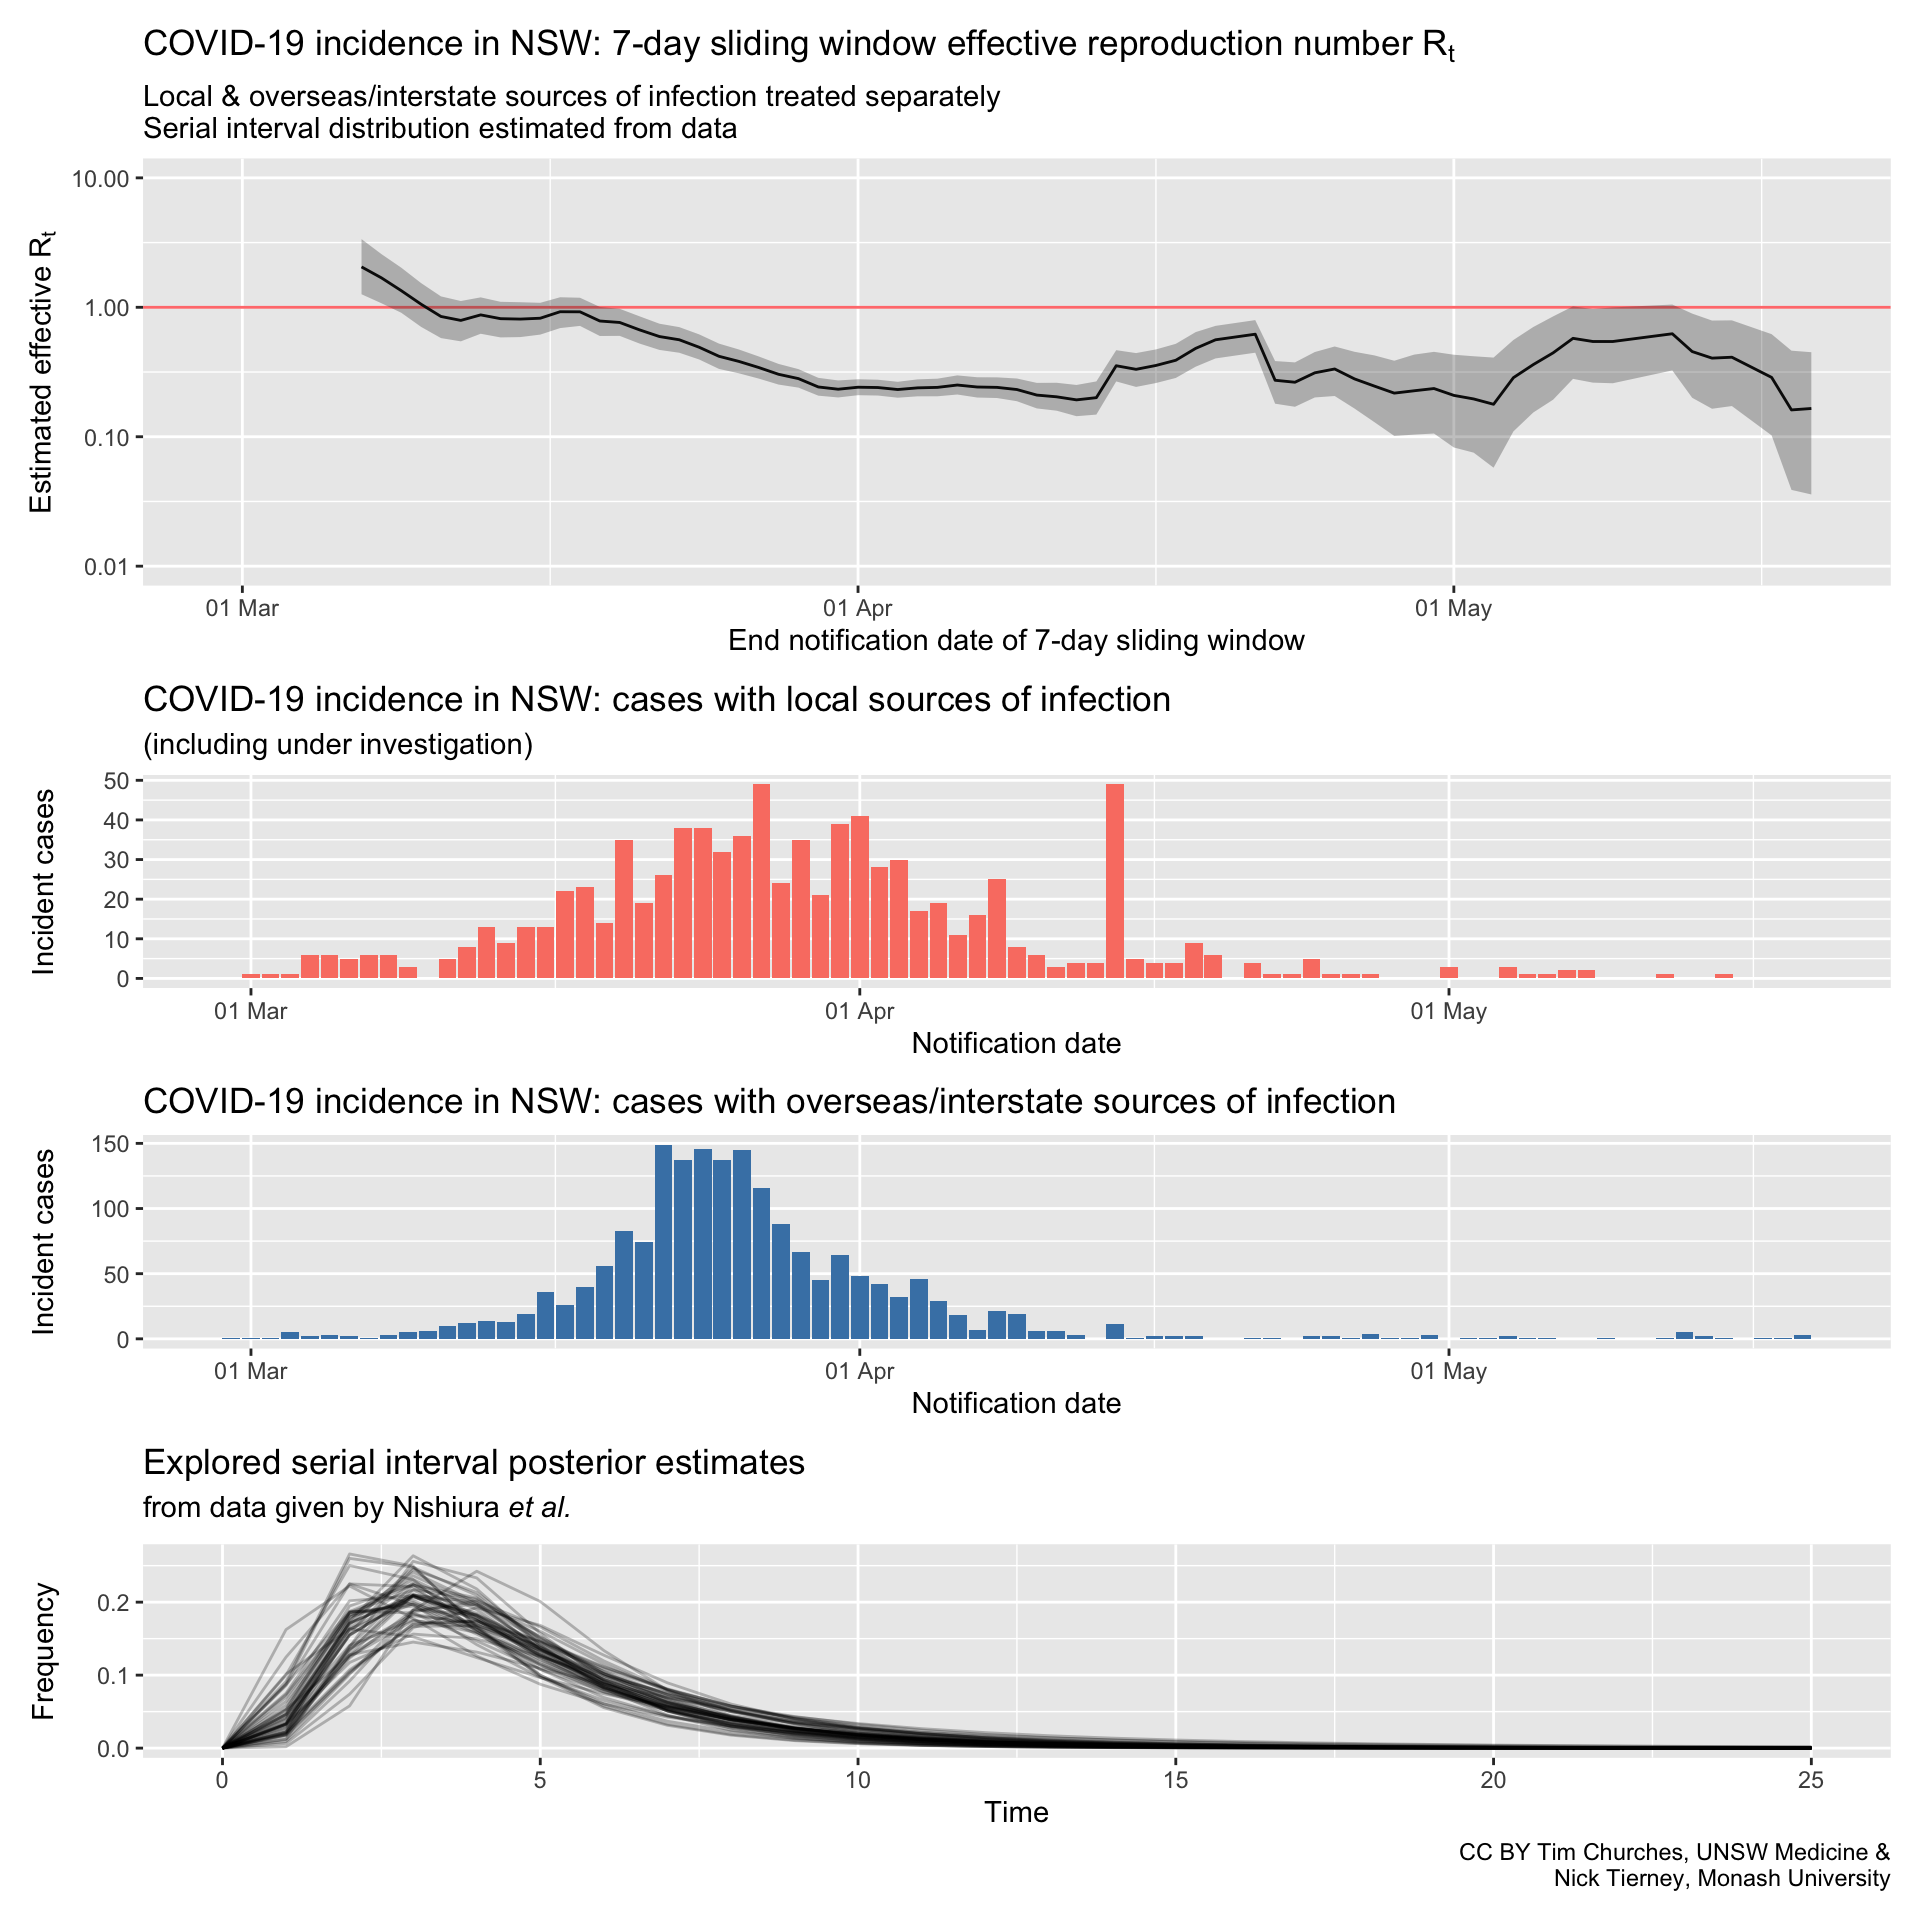 COVID-19 incidence in NSW: 7-day sliding window effective reproduction number Rt
Local & overseas/interstate sources of infection treated separately
Serial interval distribution estimated from data
Estimated effective Rt
10.00
1.00
0.10
0.01
01 Mar 01 Apr 01 May
End notification date of 7-day sliding window
COVID-19 incidence in NSW: cases with local sources of infection
(including under investigation)
Incident cases
50
40
30
20
10
0
01 Mar 01 Apr 01 May
Notification date
COVID-19 incidence in NSW: cases with overseas/interstate sources of infection
Incident cases
150
100
50
0
01 Mar 01 Apr 01 May
Notification date
Explored serial interval posterior estimates
from data given by Nishiura et al.
Frequency
0.2
0.1
0.0
0 5 10 15 20 25
Time
CC BY Tim Churches, UNSW Medicine &
Nick Tierney, Monash University